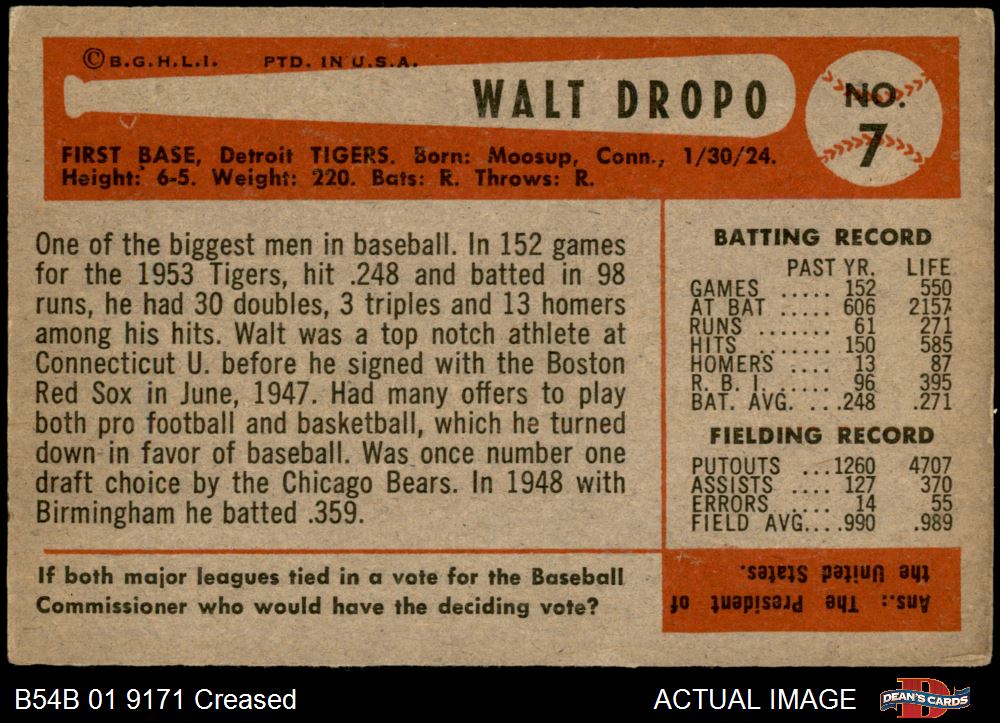 ©B.G.H.L.I. PTD. IN U.S.A.
WALT DROPO
NO.
7
FIRST BASE, Detroit TIGERS. Born: Moosup, Conn., 1/30/24.
Height: 6-5. Weight: 220. Bats: R. Throws: R.
One of the biggest men in baseball. In 152 games
for the 1953 Tigers, hit .248 and batted in 98
runs, he had 30 doubles, 3 triples and 13 homers
among his hits. Walt was a top notch athlete at
Connecticut U. before he signed with the Boston
Red Sox in June, 1947. Had many offers to play
both pro football and basketball, which he turned
down in favor of baseball. Was once number one
draft choice by the Chicago Bears. In 1948 with
Birmingham he batted .359.
BATTING RECORD
PAST YR. LIFE
GAMES ..... 152 550
AT BAT ..... 606 2157
RUNS ....... 61 271
HITS ....... 150 585
HOMERS .... 13 87
R. B. I. ..... 96 395
BAT. AVG. ... .248 .271
FIELDING RECORD
PUTOUTS ...1260 4707
ASSISTS .... 127 370
ERRORS .... 14 55
FIELD AVG.... .990 .989
If both major leagues tied in a vote for the Baseball
Commissioner who would have the deciding vote?
Ans.: The President of
the United States.
B54B 01 9171 Creased
ACTUAL IMAGE
DEAN'S CARDS